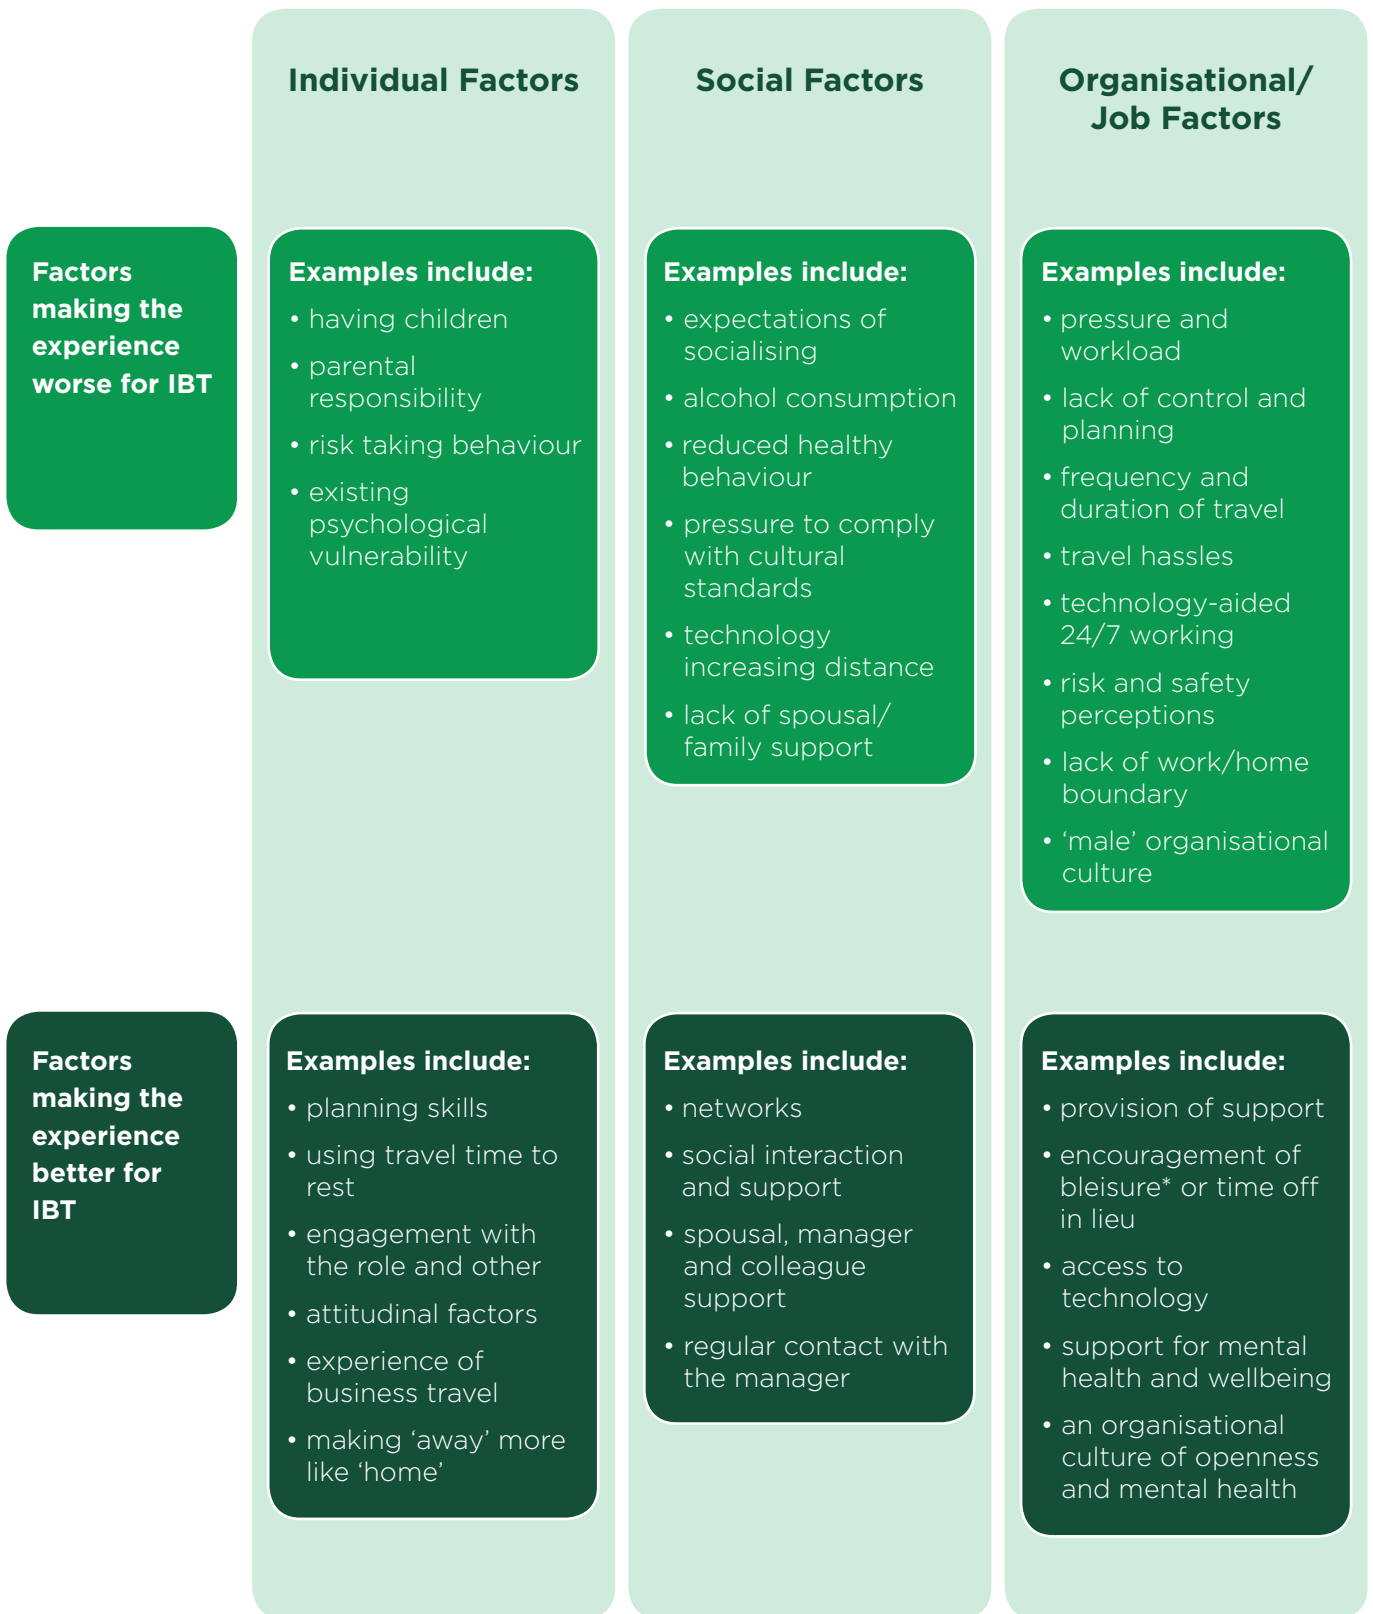 Individual Factors
Social Factors
Organisational/
Job Factors
Factors
making the
experience
worse for IBT
Examples include:
• having children
• parental
responsibility
• risk taking behaviour
• existing
psychological
vulnerability
Examples include:
• expectations of
socialising
• alcohol consumption
• reduced healthy
behaviour
• pressure to comply
with cultural
standards
• technology
increasing distance
• lack of spousal/
family support
Examples include:
• pressure and
workload
• lack of control and
planning
• frequency and
duration of travel
• travel hassles
• technology-aided
24/7 working
• risk and safety
perceptions
• lack of work/home
boundary
• ‘male’ organisational
culture
Factors
making the
experience
better for
IBT
Examples include:
• planning skills
• using travel time to
rest
• engagement with
the role and other
• attitudinal factors
• experience of
business travel
• making ‘away’ more
like ‘home’
Examples include:
• networks
• social interaction
and support
• spousal, manager
and colleague
support
• regular contact with
the manager
Examples include:
• provision of support
• encouragement of
bleisure* or time off
in lieu
• access to
technology
• support for mental
health and wellbeing
• an organisational
culture of openness
and mental health